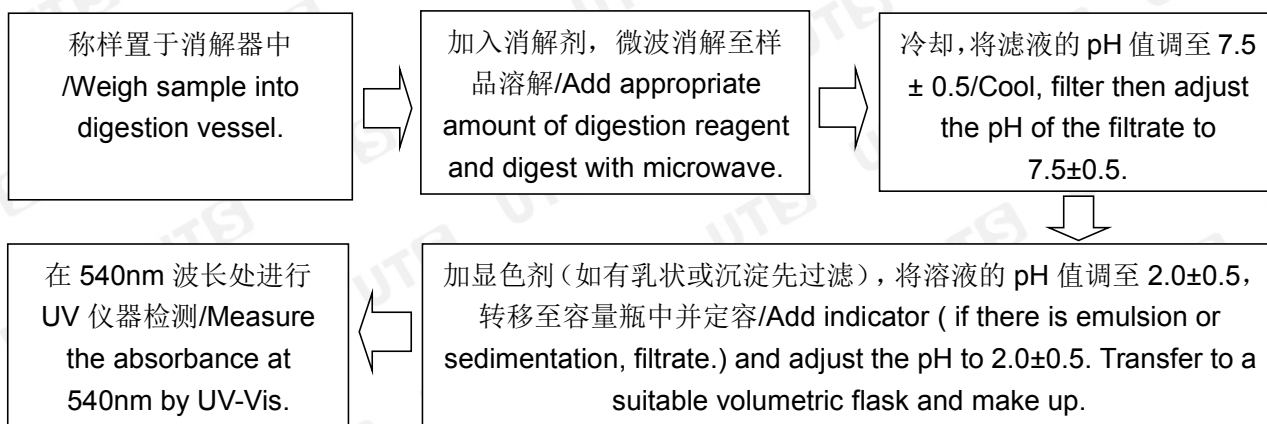 称样置于消解器中
/Weigh sample into
digestion vessel.
加入消解剂，微波消解至样
品溶解/Add appropriate
amount of digestion reagent
and digest with microwave.
冷却,将滤液的 pH 值调至 7.5
± 0.5/Cool, filter then adjust
the pH of the filtrate to
7.5±0.5.
加显色剂（如有乳状或沉淀先过滤），将溶液的 pH 值调至 2.0±0.5，
转移至容量瓶中并定容/Add indicator ( if there is emulsion or
sedimentation, filtrate.) and adjust the pH to 2.0±0.5. Transfer to a
suitable volumetric flask and make up.
在 540nm 波长处进行
UV 仪器检测/Measure
the absorbance at
540nm by UV-Vis.